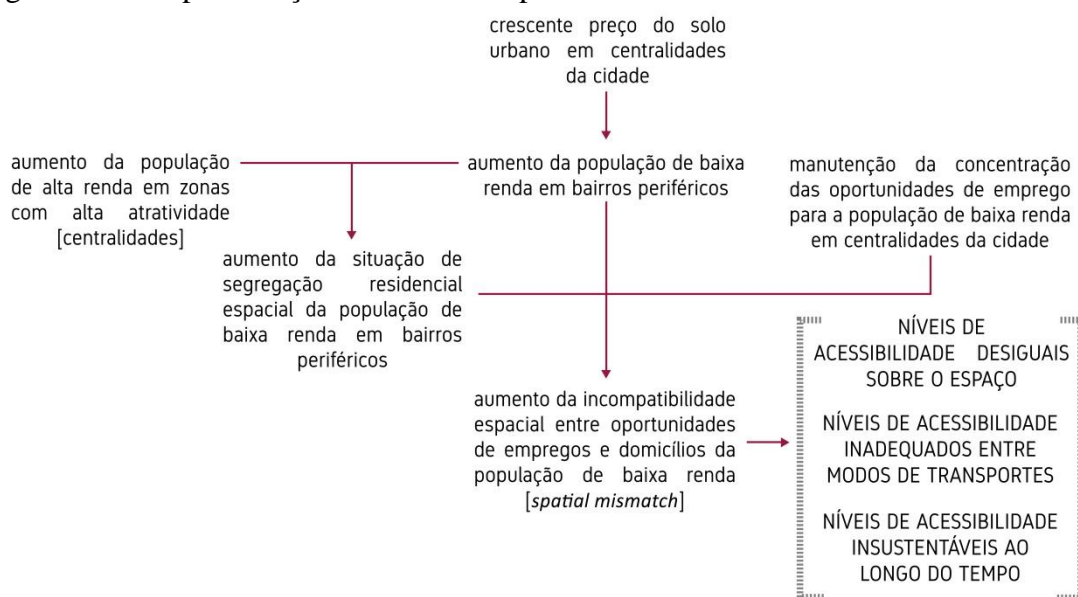 crescente preço do solo
urbano em centralidades
da cidade
aumento da população
de alta renda em zonas
com alta atratividade
[centralidades]
aumento da população de baixa
renda em bairros periféricos
manutenção da concentração
das oportunidades de emprego
para a população de baixa renda
em centralidades da cidade
aumento da situação de
segregação residencial
espacial da população de
baixa renda em bairros
periféricos
aumento da incompatibilidade
espacial entre oportunidades
de empregos e domicílios da
população de baixa renda
[spatial mismatch]
NÍVEIS DE
ACESSIBILIDADE DESIGUAIS
SOBRE O ESPAÇO
NÍVEIS DE ACESSIBILIDADE
INADEQUADOS ENTRE
MODOS DE TRANSPORTES
NÍVEIS DE ACESSIBILIDADE
INSUSTENTÁVEIS AO
LONGO DO TEMPO